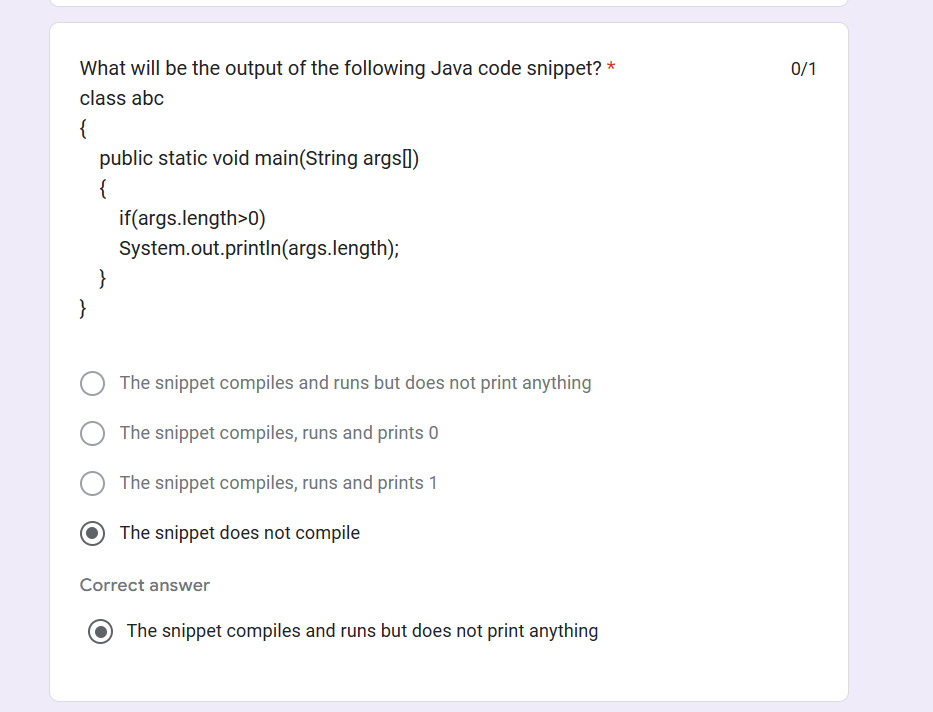 What will be the output of the following Java code snippet? *
0/1
class abc
{
public static void main(String args[])
{
if(args.length>0)
System.out.println(args.length);
}
}
The snippet compiles and runs but does not print anything
The snippet compiles, runs and prints 0
The snippet compiles, runs and prints 1
The snippet does not compile
Correct answer
The snippet compiles and runs but does not print anything